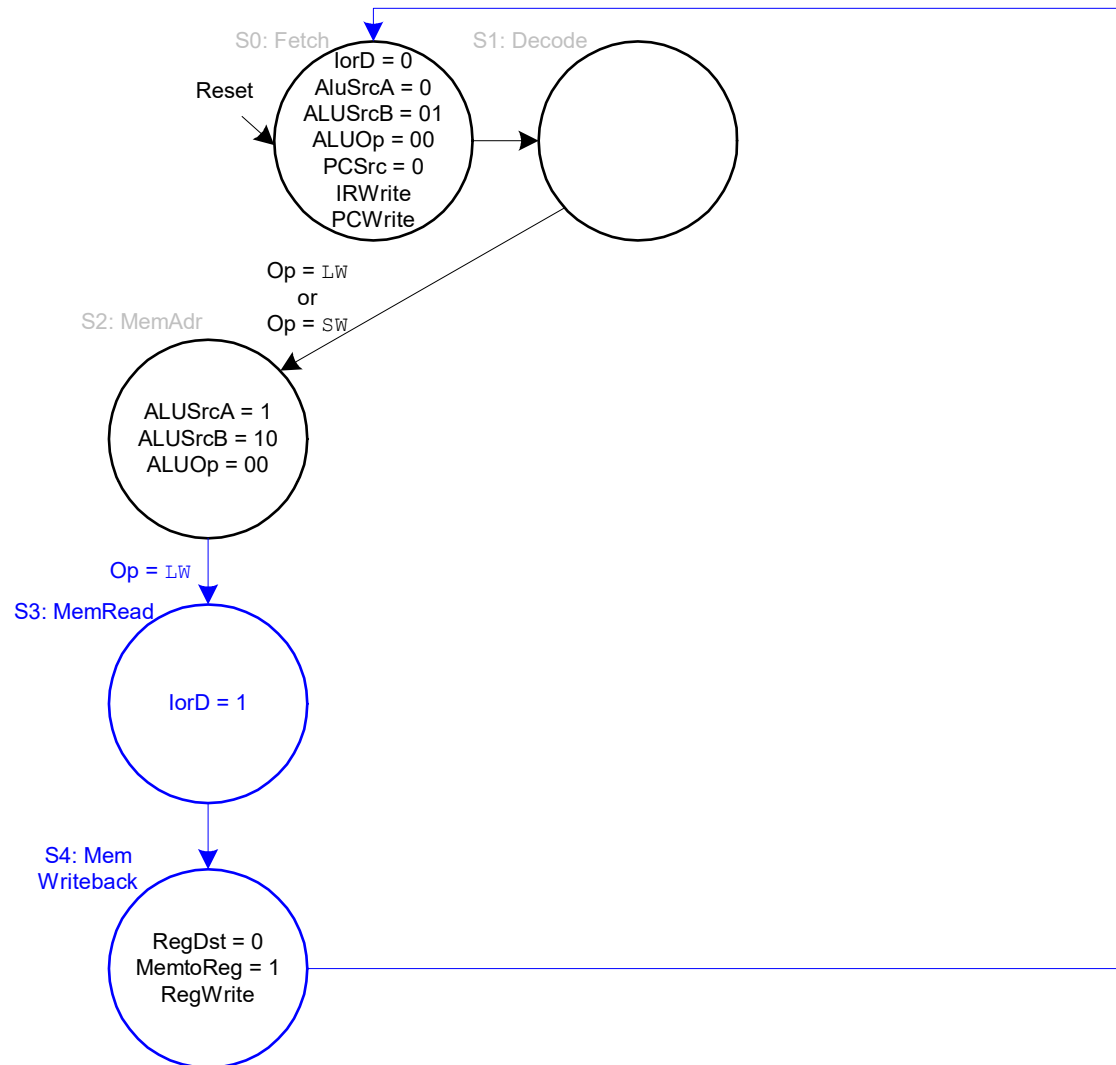 S0: Fetch
S1: Decode
Reset
IorD = 0
AluSrcA = 0
ALUSrcB = 01
ALUOp = 00
PCSrc = 0
IRWrite
PCWrite
Op = LW
or
Op = SW
S2: MemAdr
ALUSrcA = 1
ALUSrcB = 10
ALUOp = 00
Op = LW
S3: MemRead
IorD = 1
S4: Mem
Writeback
RegDst = 0
MemtoReg = 1
RegWrite